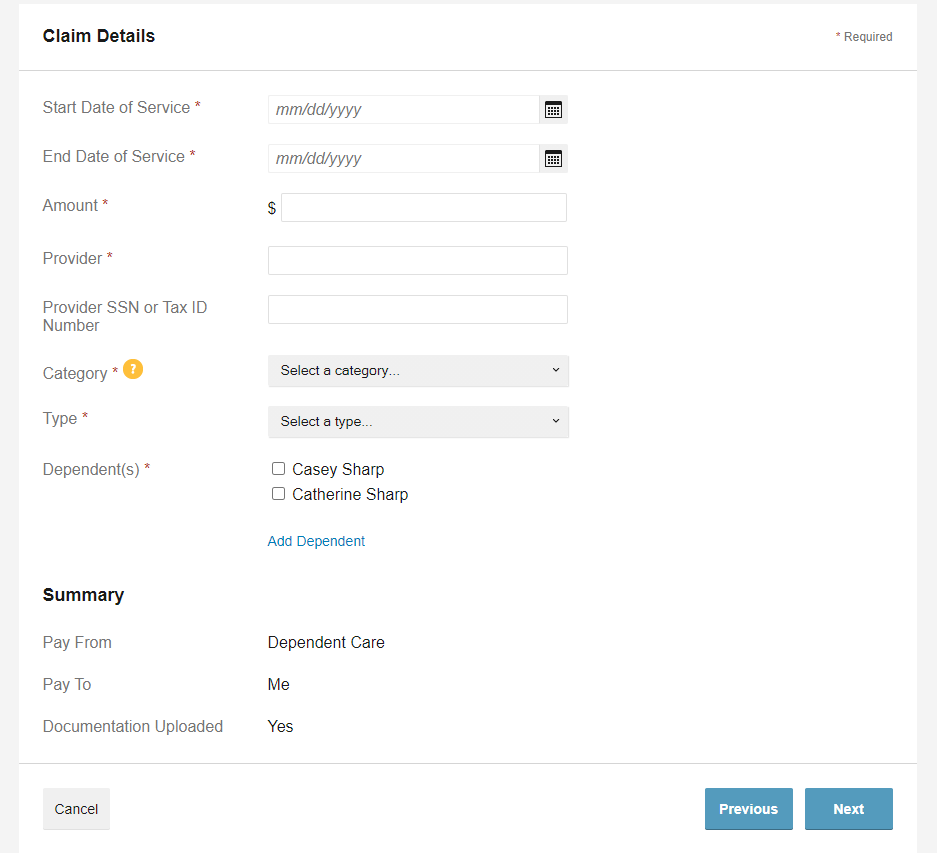 Claim Details
* Required
Start Date of Service *
mm/dd/yyyy
End Date of Service *
mm/dd/yyyy
Amount *
$
Provider *
Provider SSN or Tax ID
Number
Category * ?
Select a category...
Type *
Select a type...
Dependent(s) *
Casey Sharp
Catherine Sharp
Add Dependent
Summary
Pay From
Dependent Care
Pay To
Me
Documentation Uploaded
Yes
Cancel
Previous
Next